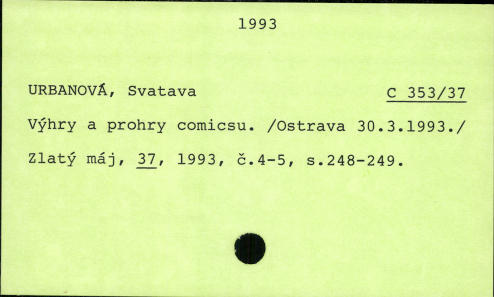 1993
URBANOVÁ, Svatava C 353/37
Výhry a prohry comicsu. /Ostrava 30.3.1993./
Zlatý máj, 37, 1993, č.4-5, s.248-249.